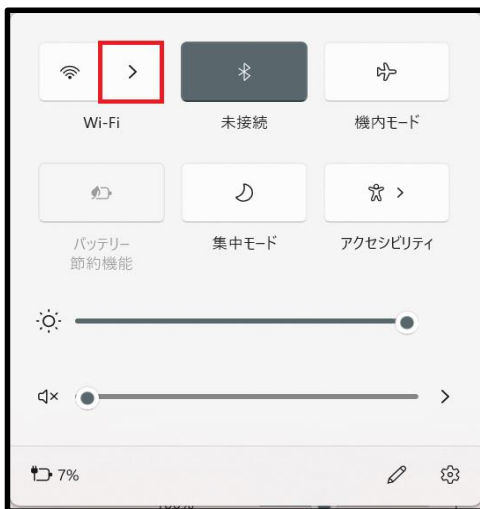 Wi-Fi
未接続
機内モード
バッテリー
節約機能
集中モード
アクセシビリティ
7%
100%